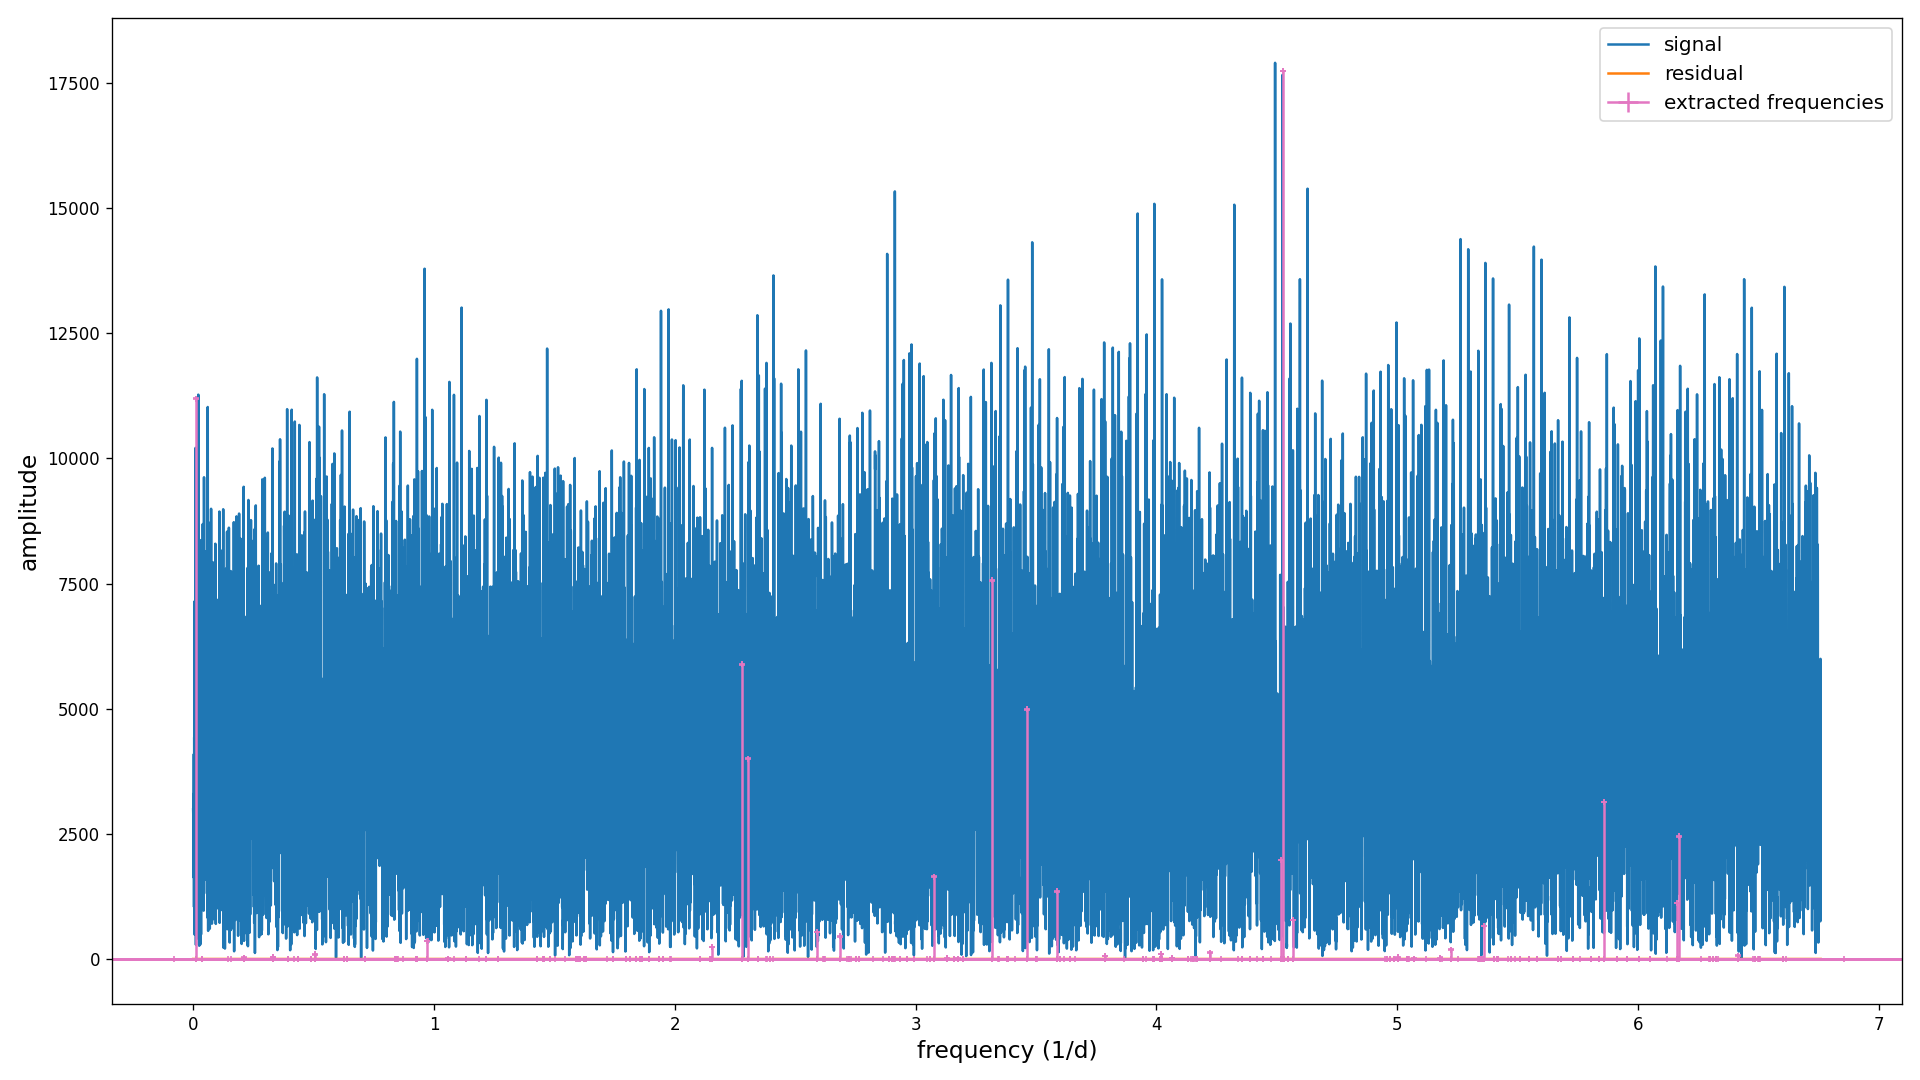 signal
residual
extracted frequencies
17500
15000
12500
10000
7500
5000
2500
0
amplitude
0 1 2 3 4 5 6 7
frequency (1/d)